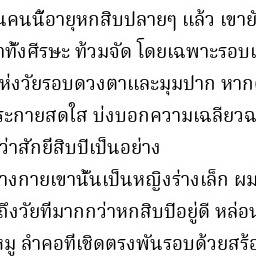 นคนนี้อายุหกสิบปลายๆ แล้ว เขายั
ทั้งศีรษะ ท้วมจัด โดยเฉพาะรอบเ
ห่งวัยรอบดวงตาและมุมปาก หาก
ระกายสดใส บ่งบอกความเฉลียวฉ
ว่าสักยี่สิบปีเป็นอย่าง
างกายเขานั้นเป็นหญิงร่างเล็ก ผม
ถึงวัยที่มากกว่าหกสิบปีอยู่ดี หล่อน
หมู ลำคอที่เชิดตรงพันรอบด้วยสร้อ